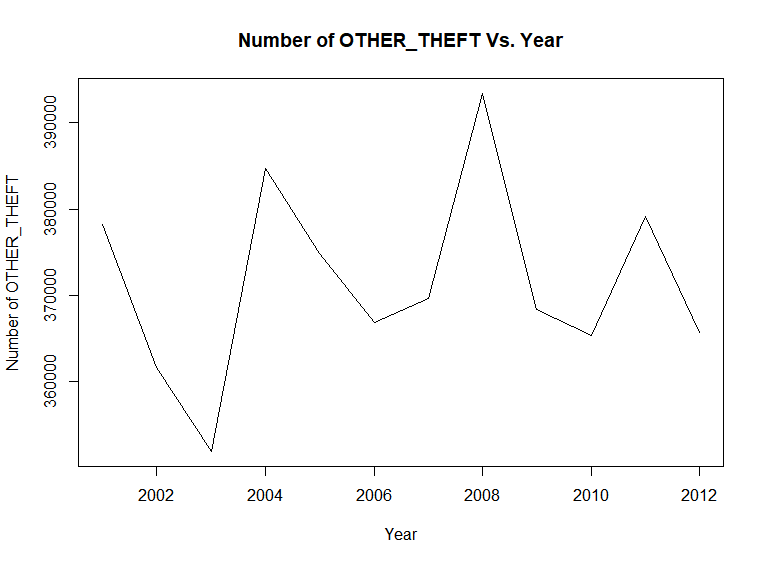 Number of OTHER_THEFT Vs. Year
Number of OTHER_THEFT
390000
380000
370000
360000
2002 2004 2006 2008 2010 2012
Year